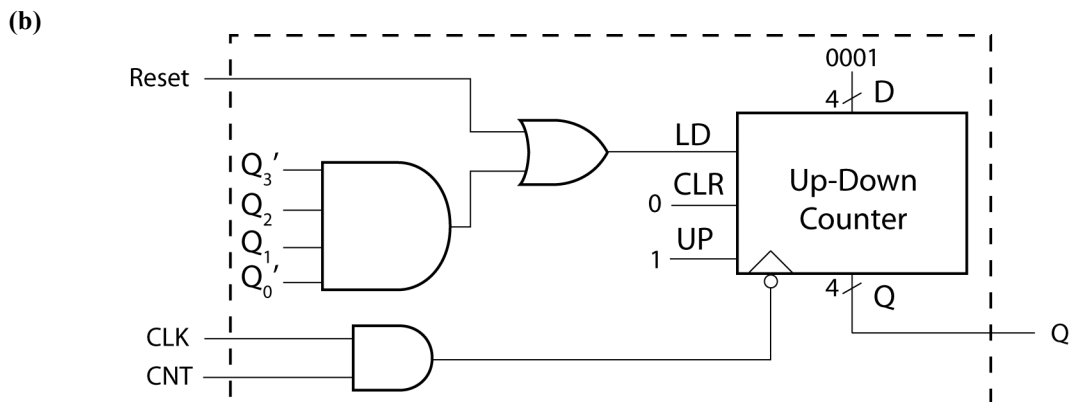 (b)
0001
Reset
4 D
LD
Q3′
CLR
Up-Down
Counter
Q2
0
Q1
UP
1
Q0′
4 Q
CLK
Q
CNT